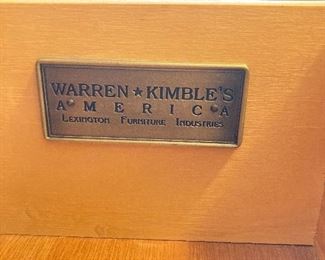 WARREN ★ KIMBLE'S
A M E R I C A
LEXINGTON FURNITURE INDUSTRIES